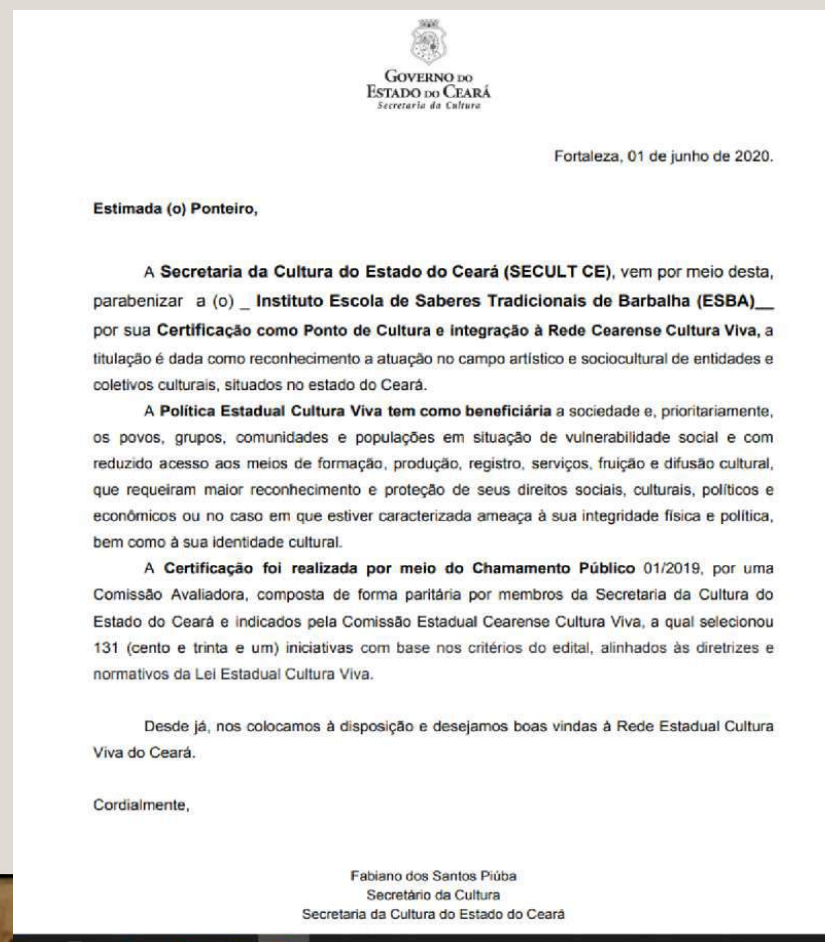 GOVERNO DO
ESTADO DO CEARÁ
Secretaria da Cultura
Fortaleza, 01 de junho de 2020.
Estimada (o) Ponteiro,
A Secretaria da Cultura do Estado do Ceará (SECULT CE), vem por meio desta,
parabenizar a (o) _ Instituto Escola de Saberes Tradicionais de Barbalha (ESBA)__
por sua Certificação como Ponto de Cultura e integração à Rede Cearense Cultura Viva, a
titulação é dada como reconhecimento a atuação no campo artístico e sociocultural de entidades e
coletivos culturais, situados no estado do Ceará.
A Política Estadual Cultura Viva tem como beneficiária a sociedade e, prioritariamente,
os povos, grupos, comunidades e populações em situação de vulnerabilidade social e com
reduzido acesso aos meios de formação, produção, registro, serviços, fruição e difusão cultural,
que requeiram maior reconhecimento e proteção de seus direitos sociais, culturais, políticos e
econômicos ou no caso em que estiver caracterizada ameaça à sua integridade física e política,
bem como à sua identidade cultural.
A Certificação foi realizada por meio do Chamamento Público 01/2019, por uma
Comissão Avaliadora, composta de forma paritária por membros da Secretaria da Cultura do
Estado do Ceará e indicados pela Comissão Estadual Cearense Cultura Viva, a qual selecionou
131 (cento e trinta e um) iniciativas com base nos critérios do edital, alinhados às diretrizes e
normativos da Lei Estadual Cultura Viva.
Desde já, nos colocamos à disposição e desejamos boas vindas à Rede Estadual Cultura
Viva do Ceará.
Cordialmente,
Fabiano dos Santos Piúba
Secretário da Cultura
Secretaria da Cultura do Estado do Ceará